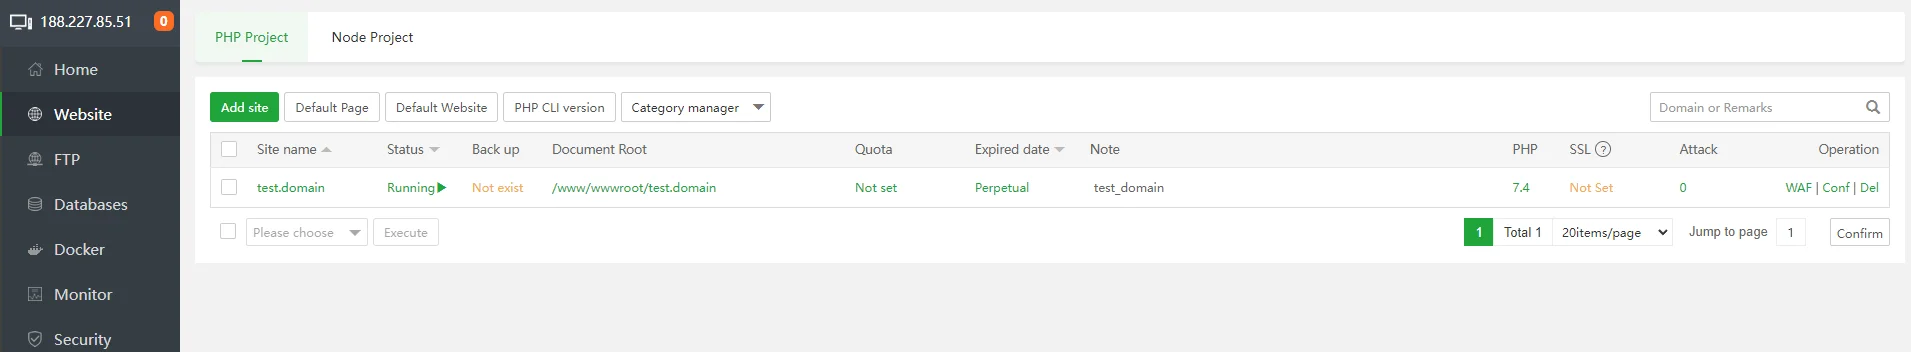 188.227.85.51 0
Home
Website
FTP
Databases
Docker
Monitor
Security
PHP Project Node Project
Add site Default Page Default Website PHP CLI version Category manager Domain or Remarks
Site name Status Back up Document Root Quota Expired date Note PHP SSL ? Attack Operation
test.domain Running Not exist /www/wwwroot/test.domain Not set Perpetual test_domain 7.4 Not Set 0 WAF | Conf | Del
Please choose Execute 1 Total 1 20items/page Jump to page 1 Confirm